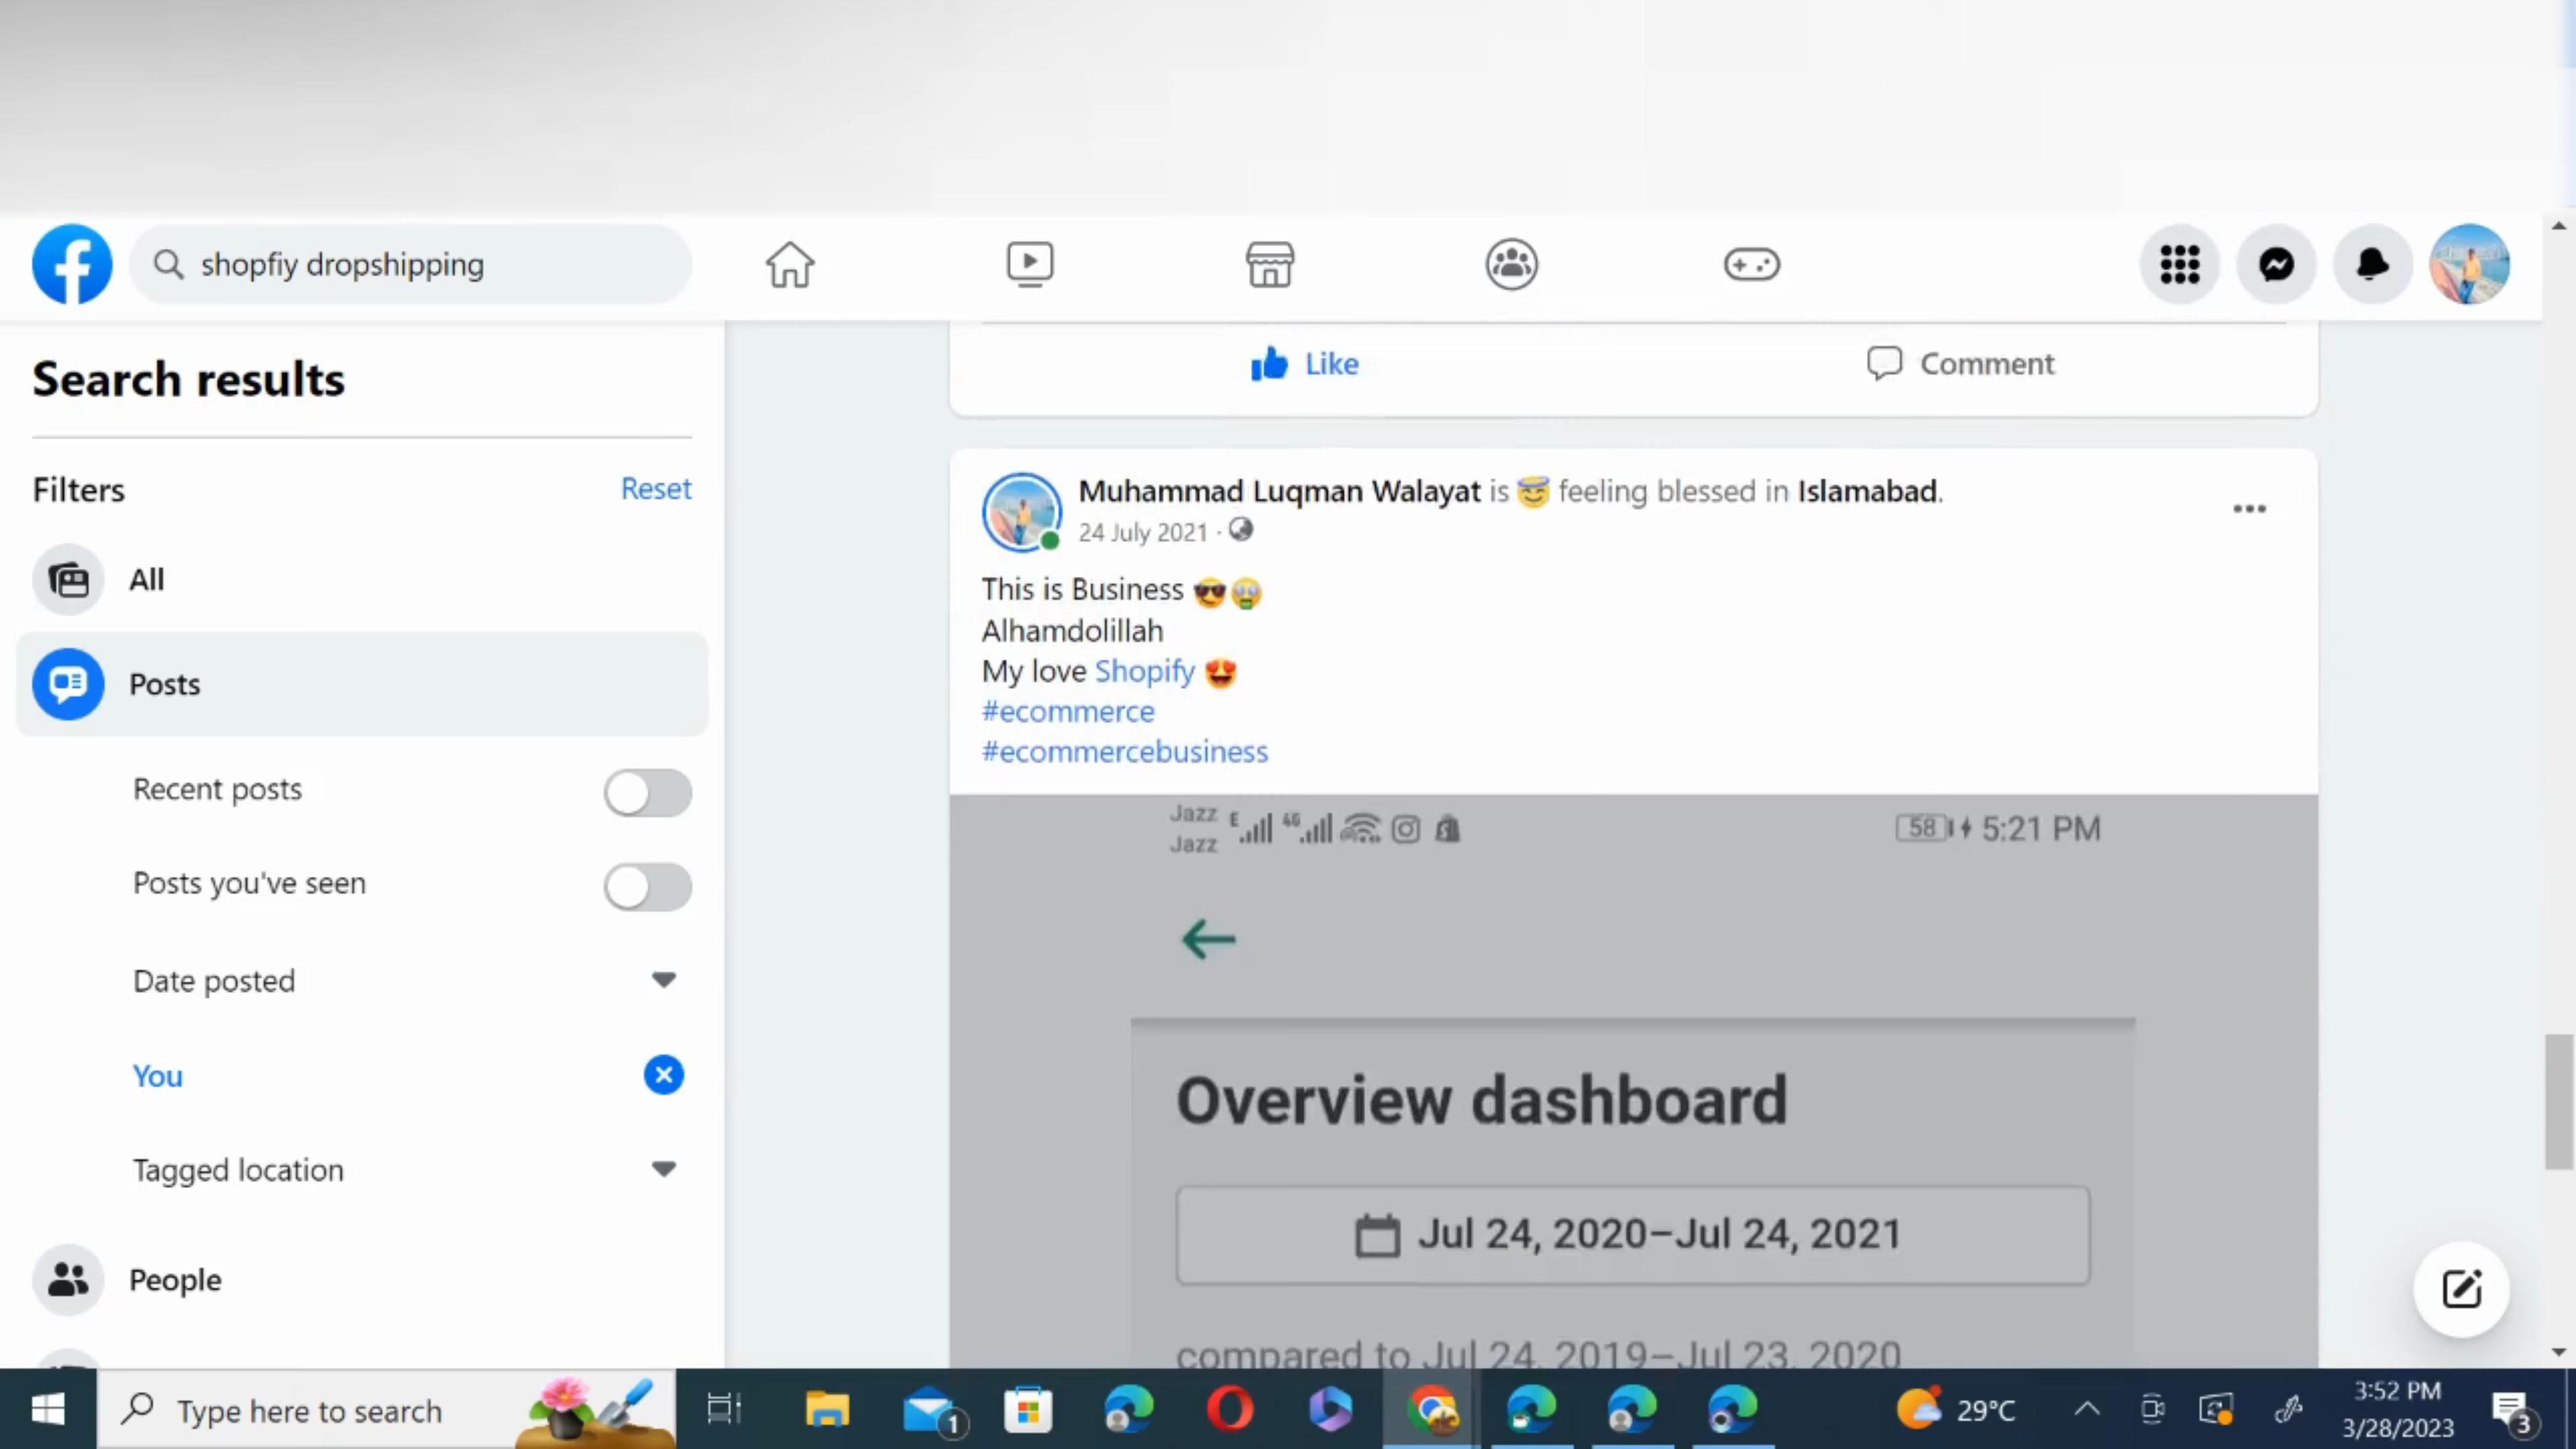 shopfiy dropshipping
Like
Comment
Search results
Filters
Reset
All
Posts
Recent posts
Posts you've seen
Date posted
You
Tagged location
People
Muhammad Luqman Walayat is 😇 feeling blessed in Islamabad.
24 July 2021 ·
This is Business 😎🤑
Alhamdolillah
My love Shopify 😍
#ecommerce
#ecommercebusiness
Jazz E 4G
Jazz
58 5:21 PM
Overview dashboard
Jul 24, 2020–Jul 24, 2021
compared to Jul 24, 2019–Jul 23, 2020
Type here to search
1
29°C
3:52 PM
3/28/2023
3